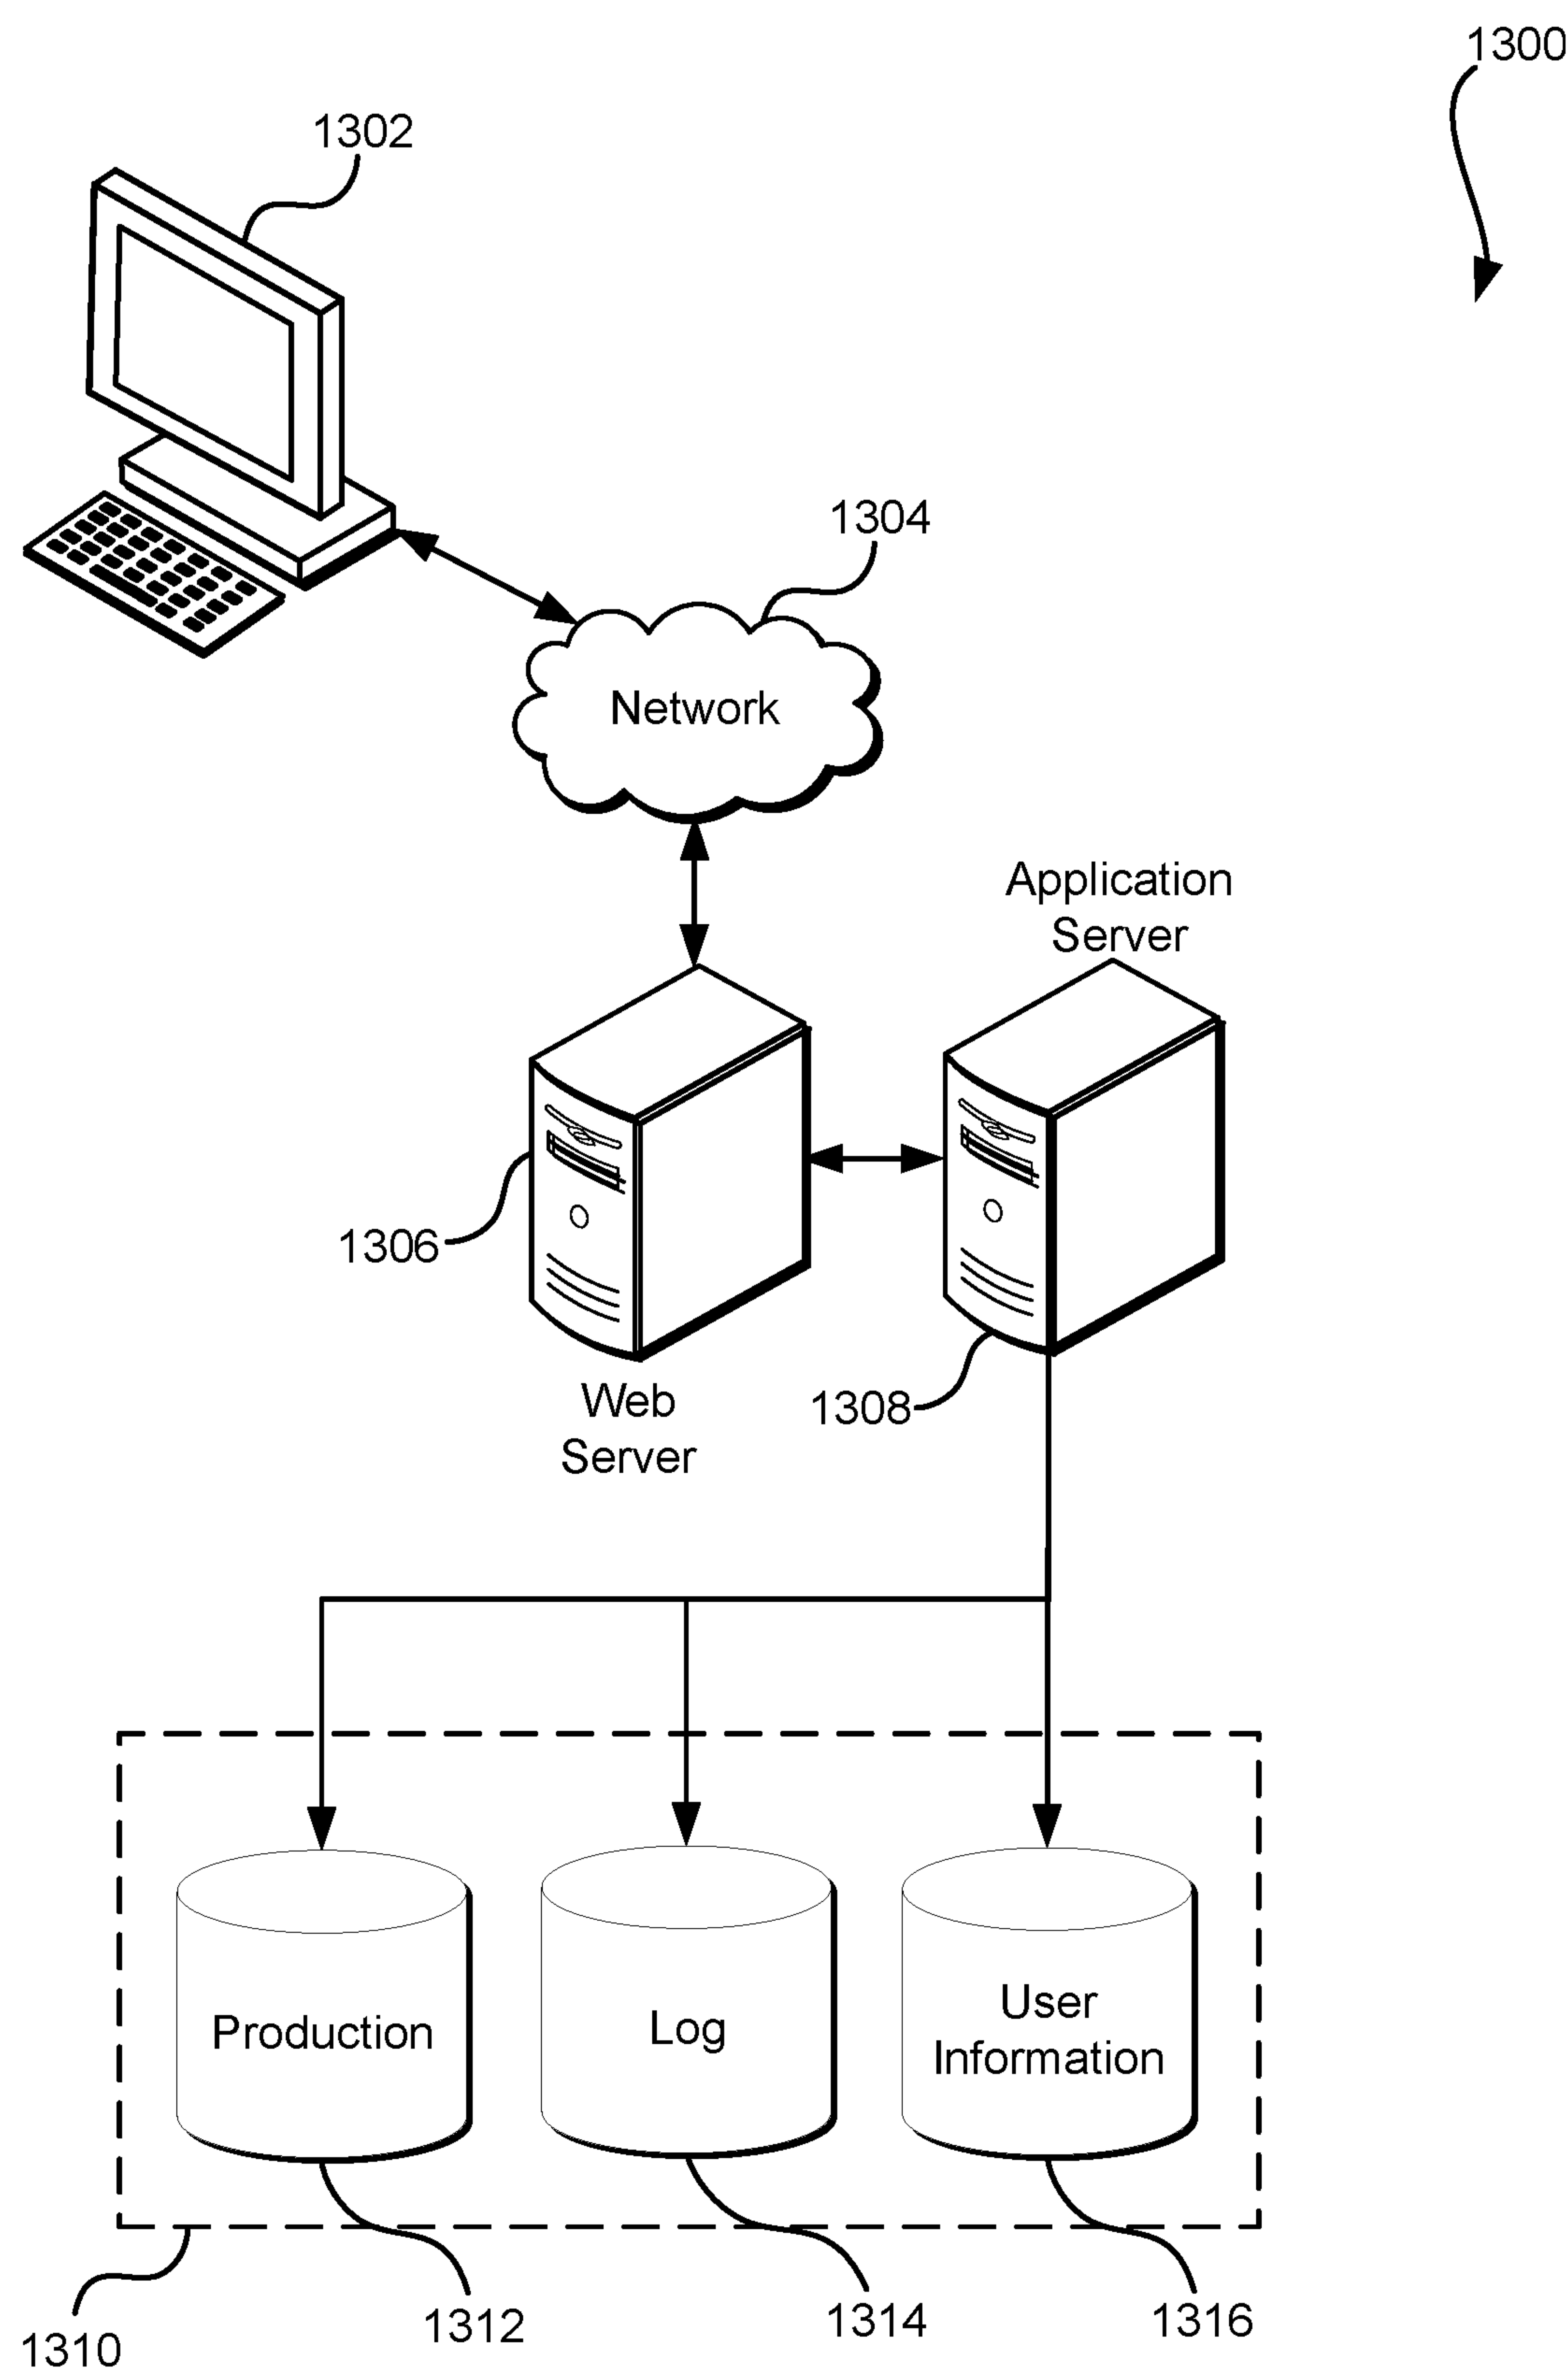 1300
1302
1304
Network
Application
Server
1306
1308
Web
Server
Production
Log
User
Information
1310
1312
1314
1316